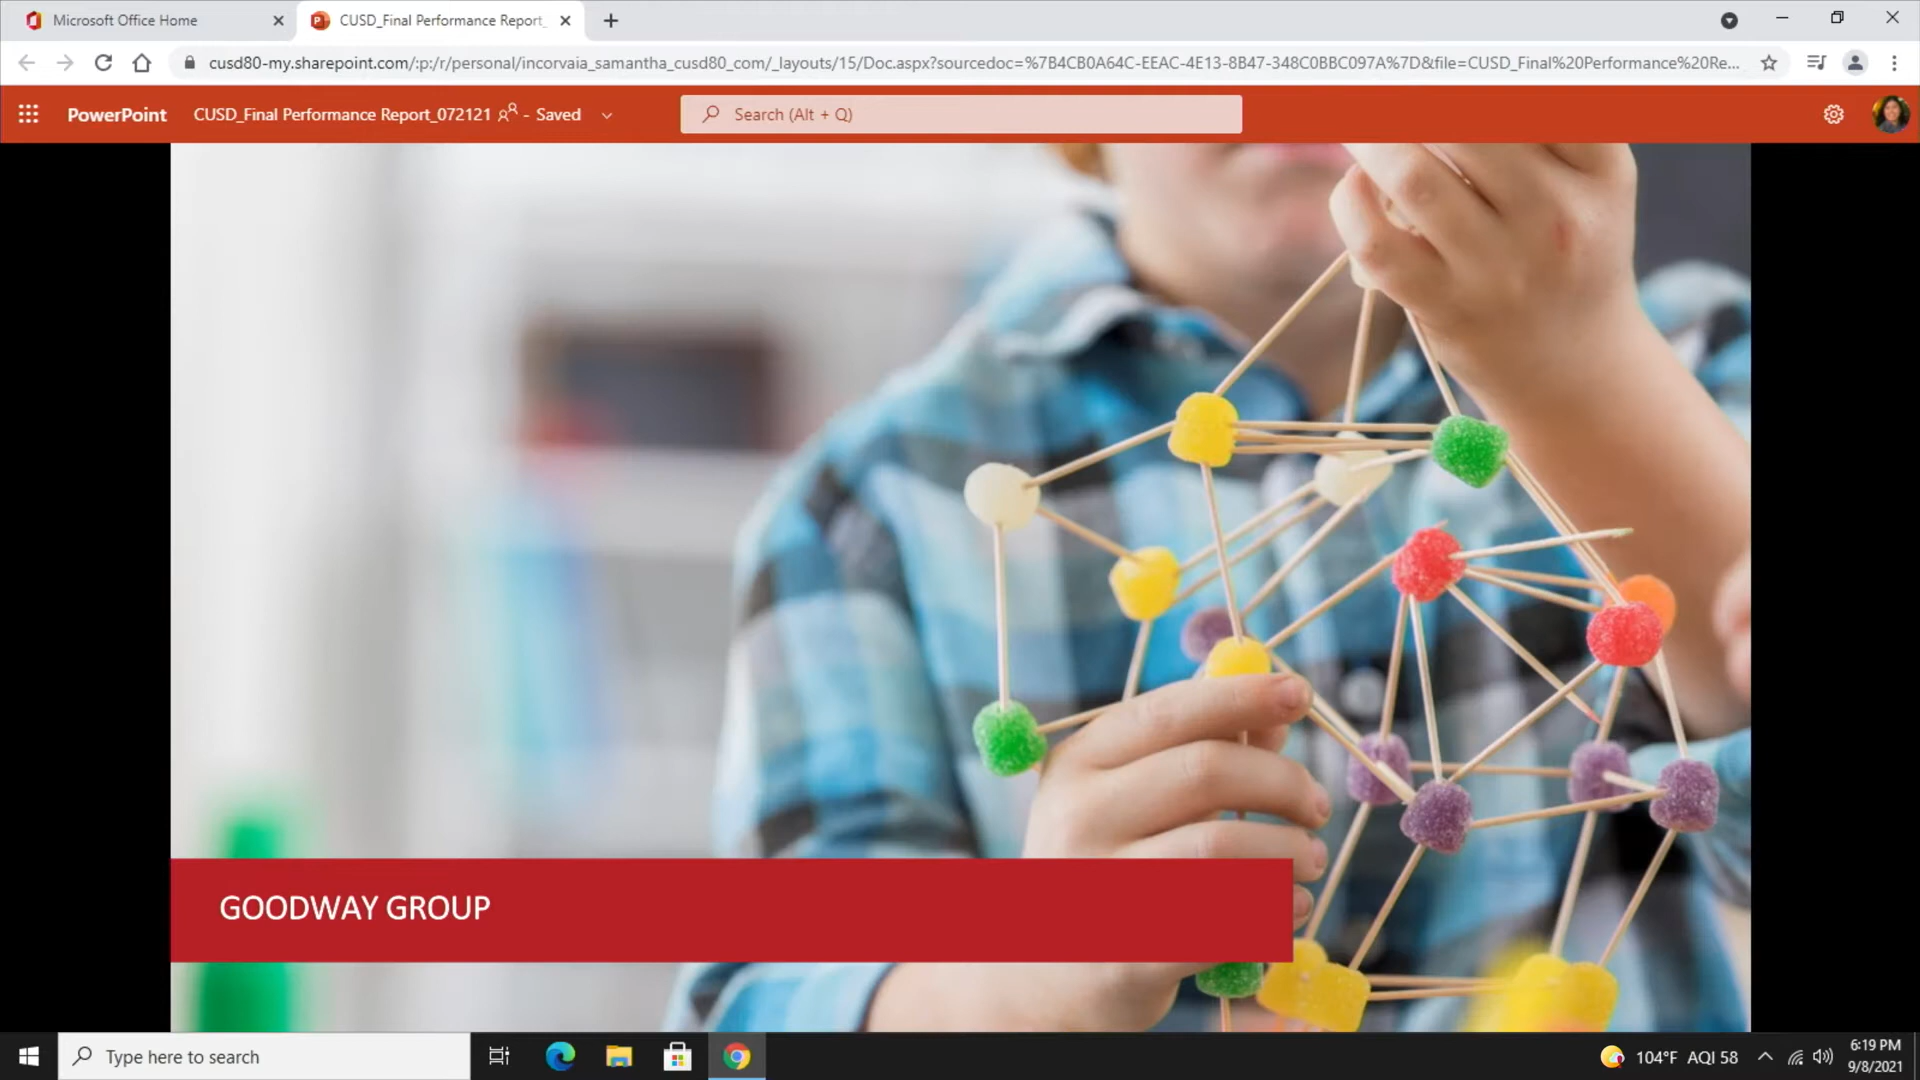 Microsoft Office Home
CUSD_Final Performance Report_
cusd80-my.sharepoint.com/:p:/r/personal/incorvaia_samantha_cusd80_com/_layouts/15/Doc.aspx?sourcedoc=%7B4CB0A64C-EEAC-4E13-8B47-348C0BBC097A%7D&file=CUSD_Final%20Performance%20Re...
PowerPoint
CUSD_Final Performance Report_072121 - Saved
Search (Alt + Q)
GOODWAY GROUP
Type here to search
104°F AQI 58
6:19 PM
9/8/2021